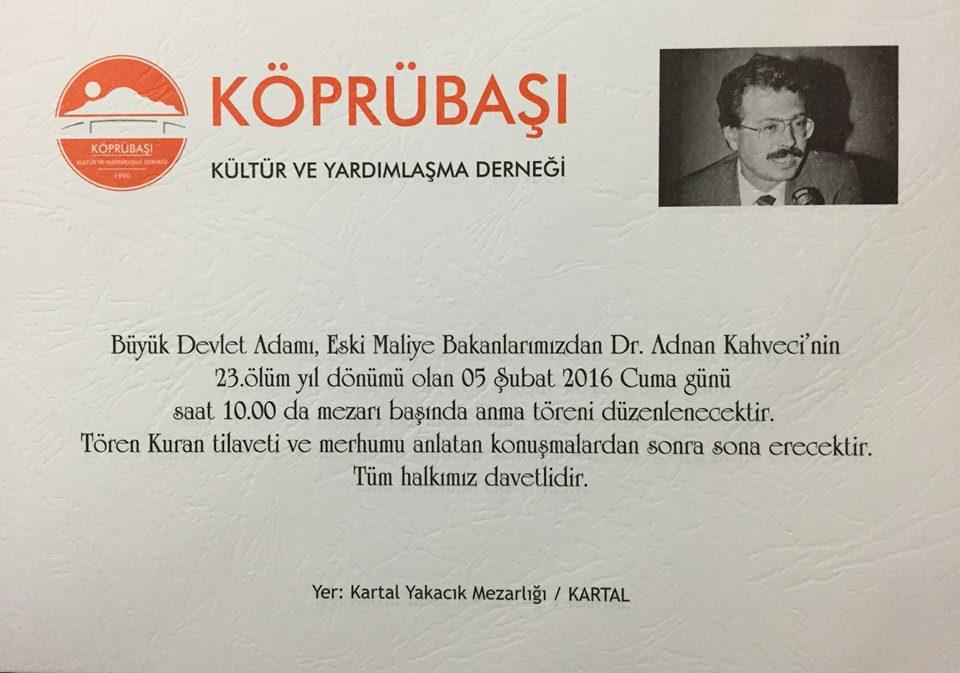 KÖPRÜBAŞI
KÜLTÜR VE YARDIMLAŞMA DERNEĞİ
KÖPRÜBAŞI
KÜLTÜR VE YARDIMLAŞMA DERNEĞİ
1990
Büyük Devlet Adamı, Eski Maliye Bakanlarımızdan Dr. Adnan Kahveci'nin
23.ölüm yıl dönümü olan 05 Şubat 2016 Cuma günü
saat 10.00 da mezarı başında anma töreni düzenlenecektir.
Tören Kuran tilaveti ve merhumu anlatan konuşmalardan sonra sona erecektir.
Tüm halkımız davetlidir.
Yer: Kartal Yakacık Mezarlığı / KARTAL